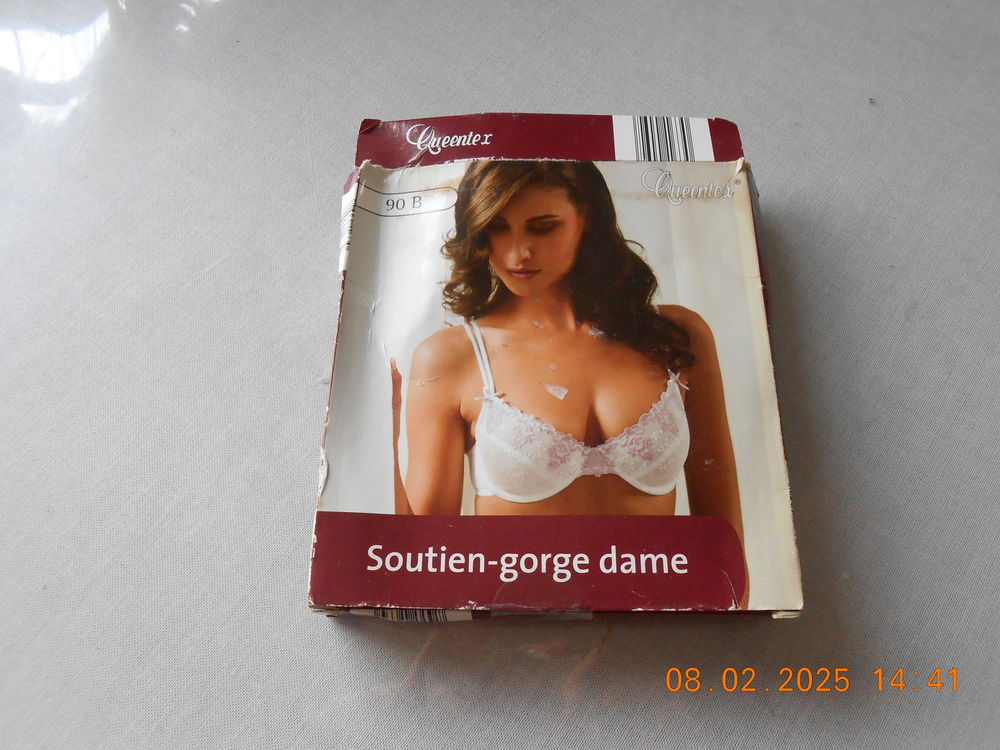 Queentex
Queentex®
90 B
Soutien-gorge dame
08.02.2025 14:41